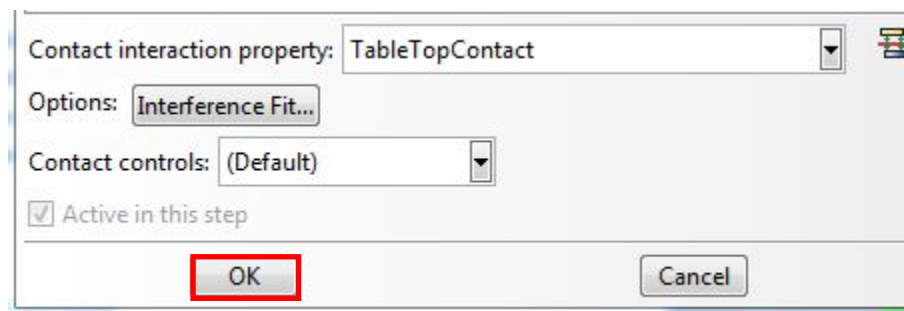 Contact interaction property: TableTopContact
Options: Interference Fit...
Contact controls: (Default)
Active in this step
OK Cancel